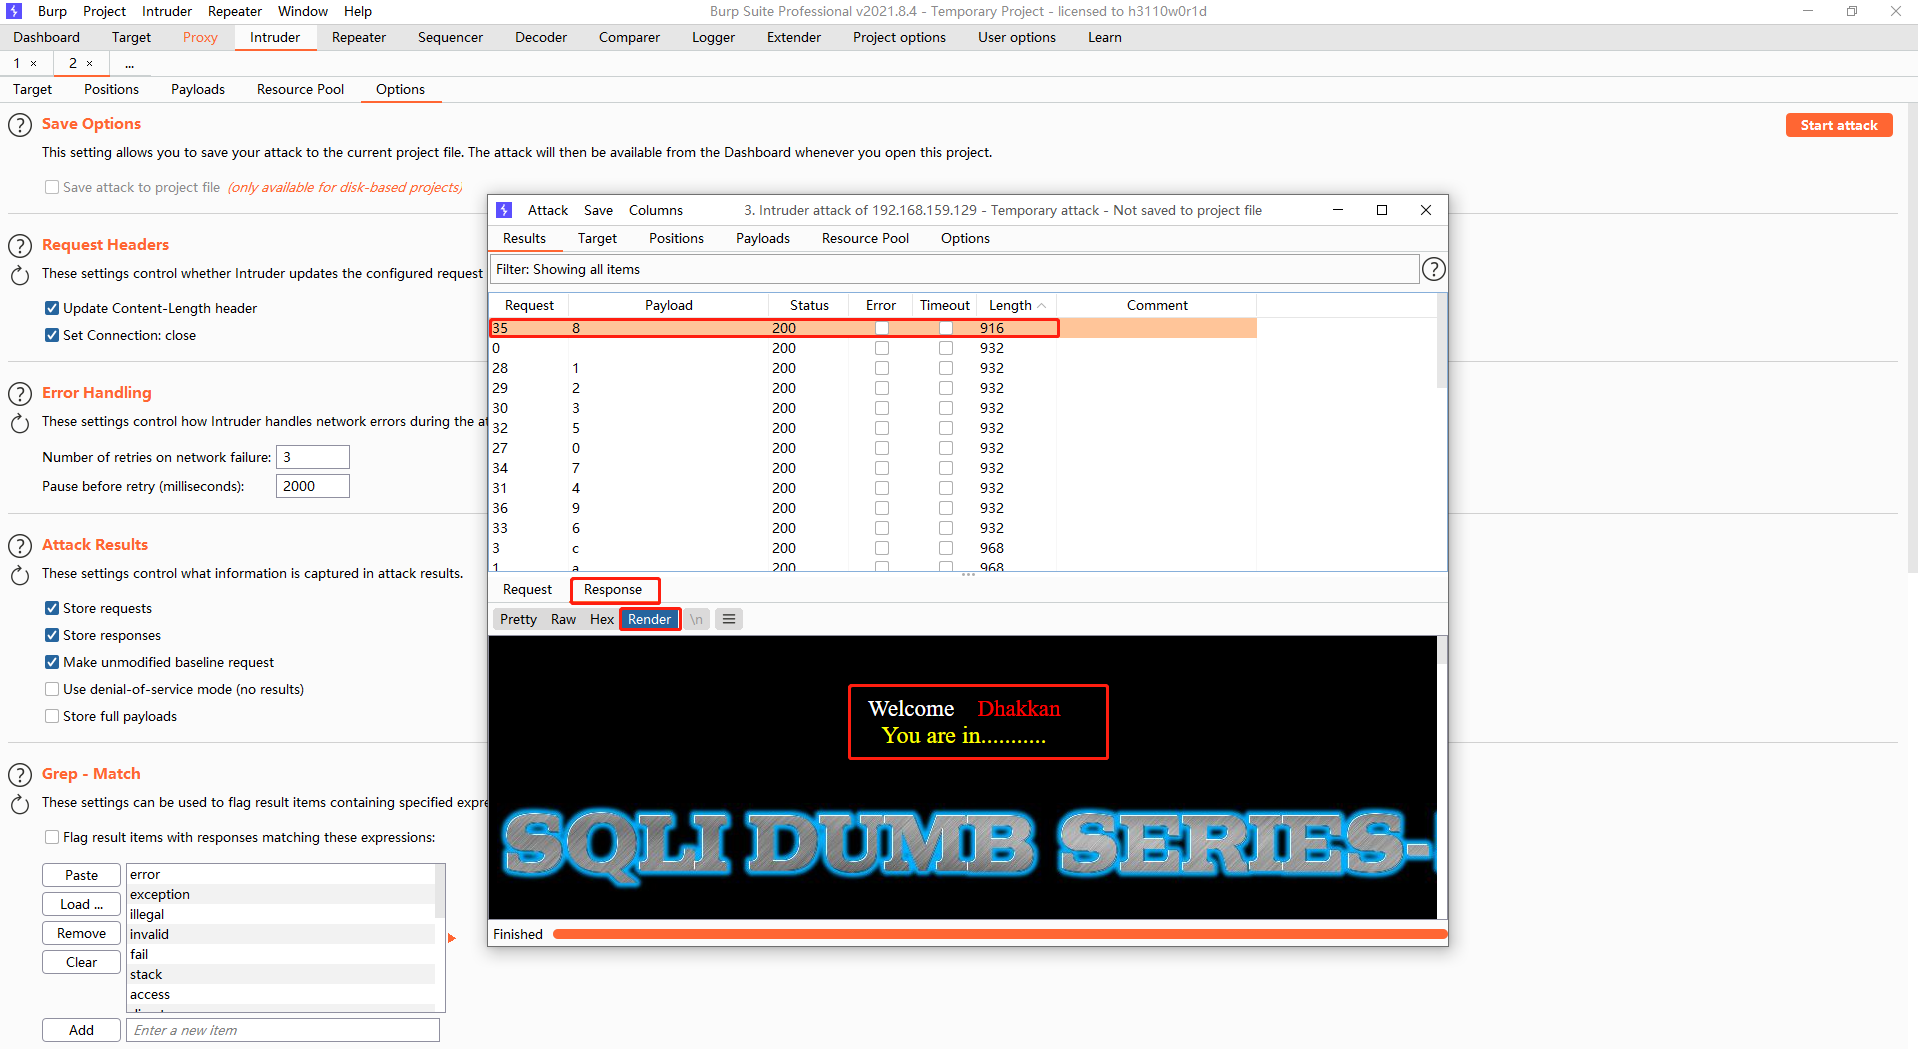 Burp Project Intruder Repeater Window Help
Burp Suite Professional v2021.8.4 - Temporary Project - licensed to h3110w0r1d
Dashboard Target Proxy Intruder Repeater Sequencer Decoder Comparer Logger Extender Project options User options Learn
1 × 2 × ...
Target Positions Payloads Resource Pool Options
Save Options
Start attack
This setting allows you to save your attack to the current project file. The attack will then be available from the Dashboard whenever you open this project.
Save attack to project file (only available for disk-based projects)
Request Headers
These settings control whether Intruder updates the configured request
Update Content-Length header
Set Connection: close
Error Handling
These settings control how Intruder handles network errors during the at
Number of retries on network failure: 3
Pause before retry (milliseconds): 2000
Attack Results
These settings control what information is captured in attack results.
Store requests
Store responses
Make unmodified baseline request
Use denial-of-service mode (no results)
Store full payloads
Grep - Match
These settings can be used to flag result items containing specified expre
Flag result items with responses matching these expressions:
Paste
Load ...
Remove
Clear
error
exception
illegal
invalid
fail
stack
access
Add
Enter a new item
Attack Save Columns
3. Intruder attack of 192.168.159.129 - Temporary attack - Not saved to project file
Results Target Positions Payloads Resource Pool Options
Filter: Showing all items
?
Request Payload Status Error Timeout Length Comment
35 8 200 916
0 200 932
28 1 200 932
29 2 200 932
30 3 200 932
32 5 200 932
27 0 200 932
34 7 200 932
31 4 200 932
36 9 200 932
33 6 200 932
3 c 200 968
1 a 200 968
Request Response
Pretty Raw Hex Render \n
Welcome Dhakkan
You are in...........
SQLI DUMB SERIES-
Finished